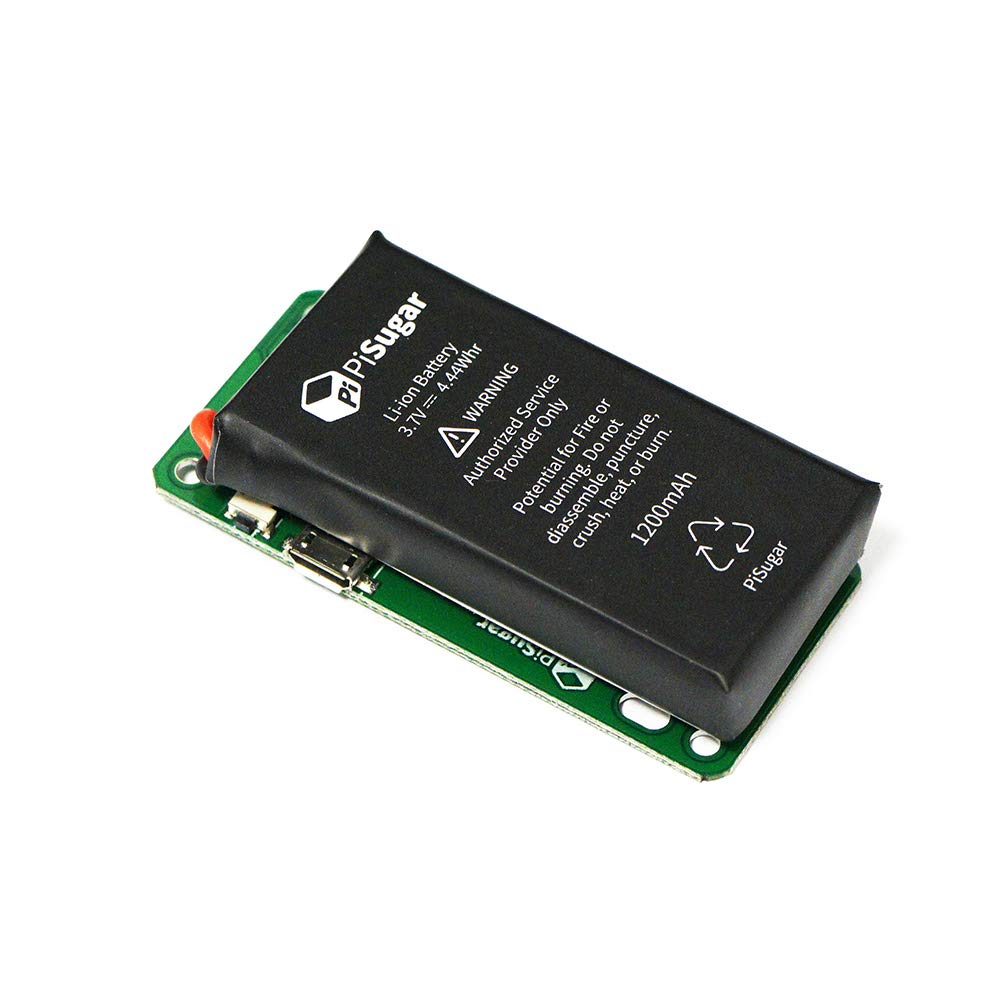 Pi PiSugar
Li-ion Battery
3.7V ⎓ 4.44Whr
WARNING
Authorized Service
Provider Only
Potential for Fire or
burning. Do not
diassemble, puncture,
crush, heat, or burn.
1200mAh
PiSugar
PiSugar